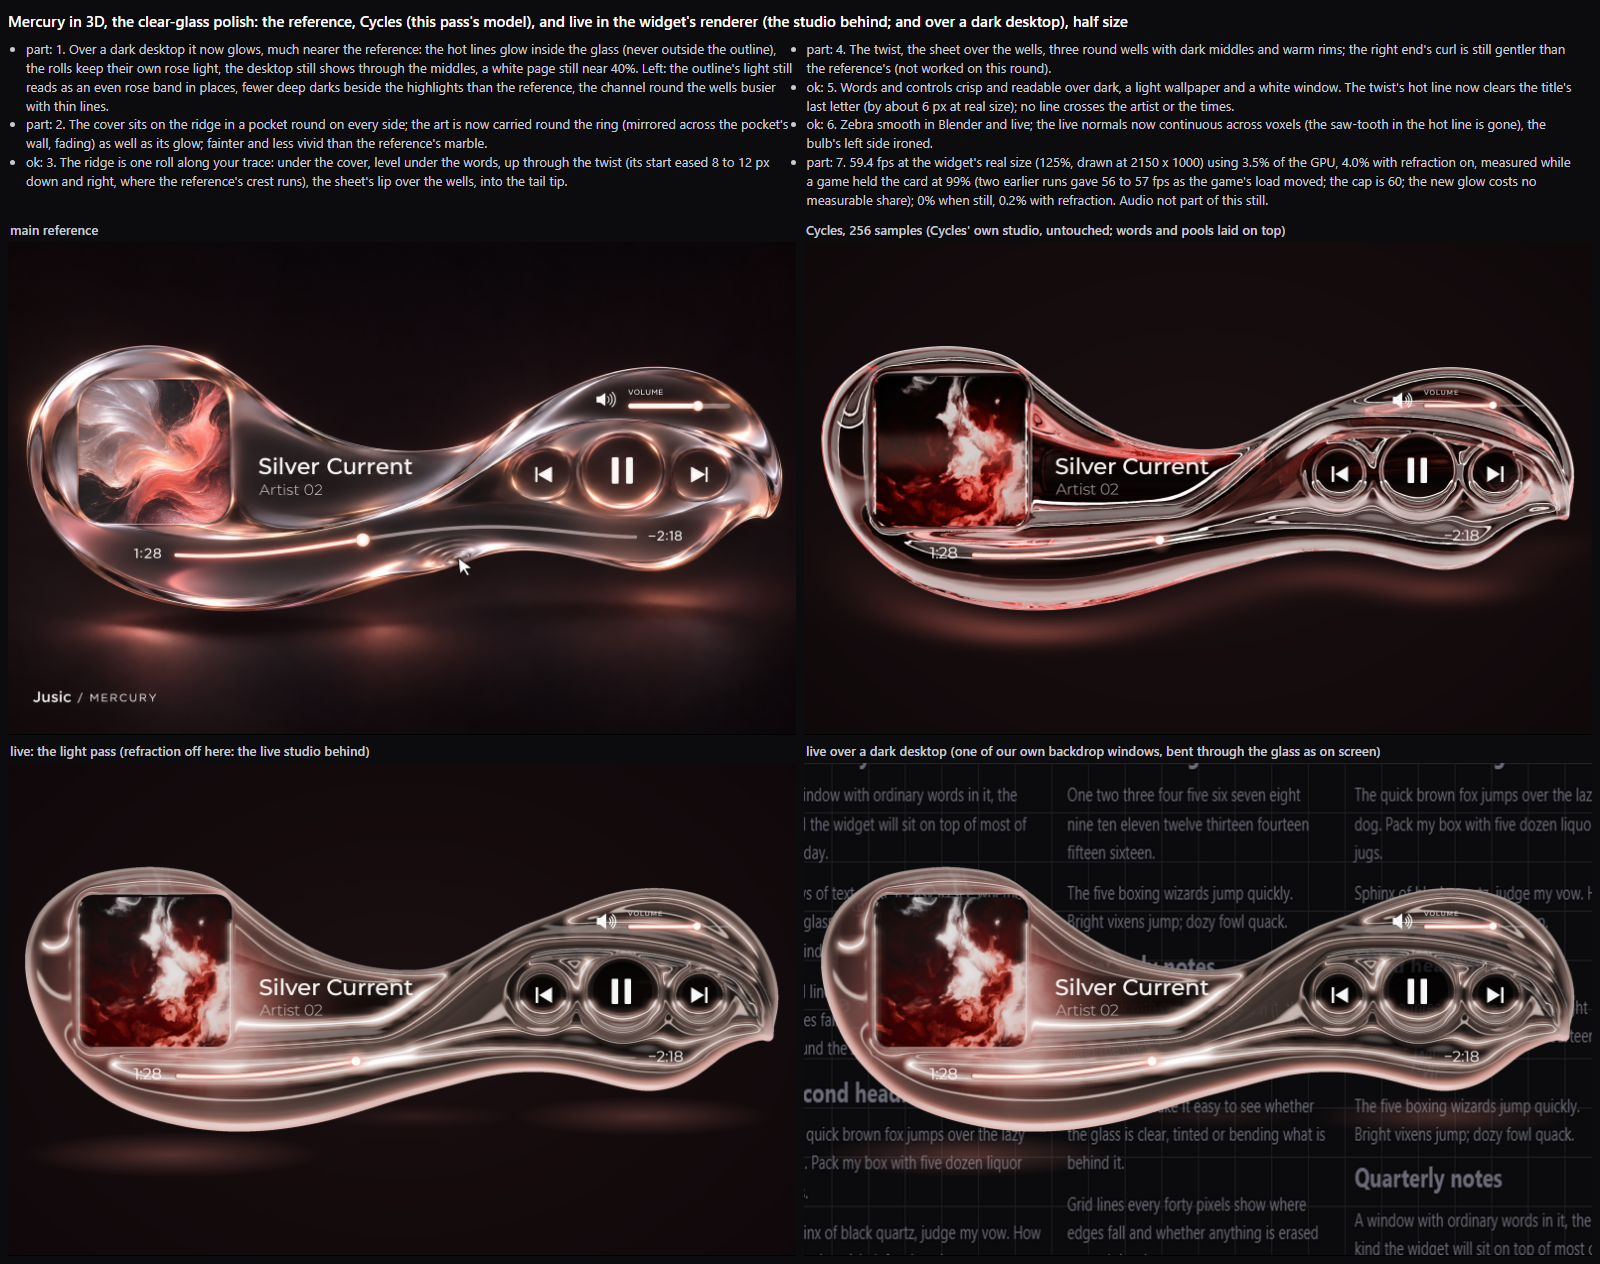 Mercury in 3D, the clear-glass polish: the reference, Cycles (this pass's model), and live in the widget's renderer (the studio behind; and over a dark desktop), half size
part: 1. Over a dark desktop it now glows, much nearer the reference: the hot lines glow inside the glass (never outside the outline),
the rolls keep their own rose light, the desktop still shows through the middles, a white page still near 40%. Left: the outline's light still
reads as an even rose band in places, fewer deep darks beside the highlights than the reference, the channel round the wells busier
with thin lines.
part: 2. The cover sits on the ridge in a pocket round on every side; the art is now carried round the ring (mirrored across the pocket's
wall, fading) as well as its glow; fainter and less vivid than the reference's marble.
ok: 3. The ridge is one roll along your trace: under the cover, level under the words, up through the twist (its start eased 8 to 12 px
down and right, where the reference's crest runs), the sheet's lip over the wells, into the tail tip.
part: 4. The twist, the sheet over the wells, three round wells with dark middles and warm rims; the right end's curl is still gentler than
the reference's (not worked on this round).
ok: 5. Words and controls crisp and readable over dark, a light wallpaper and a white window. The twist's hot line now clears the title's
last letter (by about 6 px at real size); no line crosses the artist or the times.
ok: 6. Zebra smooth in Blender and live; the live normals now continuous across voxels (the saw-tooth in the hot line is gone), the
bulb's left side ironed.
part: 7. 59.4 fps at the widget's real size (125%, drawn at 2150 x 1000) using 3.5% of the GPU, 4.0% with refraction on, measured while
a game held the card at 99% (two earlier runs gave 56 to 57 fps as the game's load moved; the cap is 60; the new glow costs no
measurable share); 0% when still, 0.2% with refraction. Audio not part of this still.
main reference
VOLUME
Silver Current
Artist 02
1:28
−2:18
Jusic / MERCURY
Cycles, 256 samples (Cycles' own studio, untouched; words and pools laid on top)
VOLUME
Silver Current
Artist 02
1:28
−2:18
live: the light pass (refraction off here: the live studio behind)
VOLUME
Silver Current
Artist 02
−2:18
1:28
live over a dark desktop (one of our own backdrop windows, bent through the glass as on screen)
indow with ordinary words in it, the
the widget will sit on top of most of
day.
One two three four five six seven eight
nine ten eleven twelve thirteen fourteen
fifteen sixteen.
The quick brown fox jumps over the laz
dog. Pack my box with five dozen liquo
jugs.
The five boxing wizards jump quickly.
Bright vixens jump; dozy fowl quack.
Sphinx of judge my vow. H
notes
VOLUME
Silver Current
Artist 02
−2:18
1:28
cond head
quick brown fox jumps over the lazy
. Pack my box with five dozen liquor
it easy to see whether
the glass is clear, tinted or bending what is
behind it.
The five boxing wizards jump quickly.
Bright vixens jump; dozy fowl quack.
Quarterly notes
inx of black quartz, judge my vow. How
Grid lines every forty pixels show where
edges fall and whether anything is erased
A window with ordinary words in it, the
kind the widget will sit on top of most o